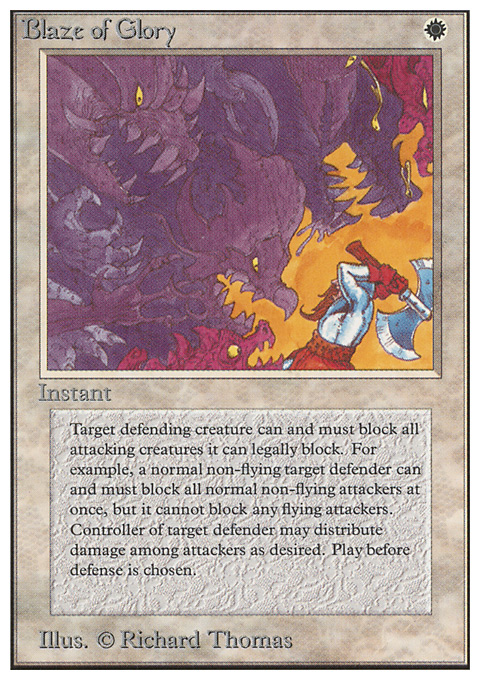 Blaze of Glory
Instant
Target defending creature can and must block all
attacking creatures it can legally block. For
example, a normal non-flying target defender can
and must block all normal non-flying attackers at
once, but it cannot block any flying attackers.
Controller of target defender may distribute
damage among attackers as desired. Play before
defense is chosen.
Illus. © Richard Thomas